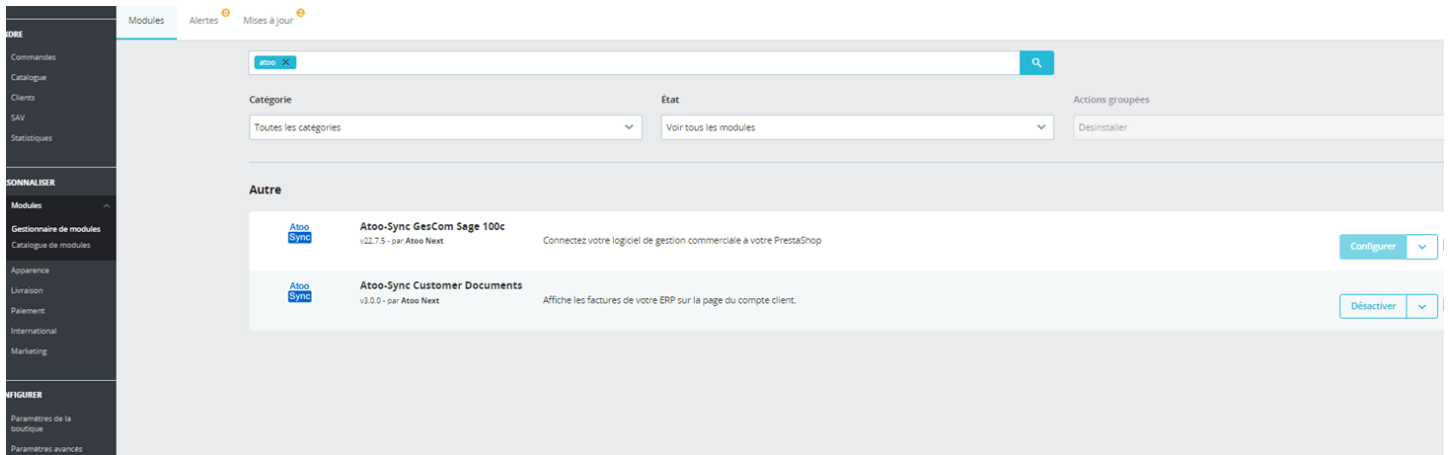 Modules
Alertes 0
Mises à jour 2
NDRE
Commandes
Catalogue
Clients
SAV
Statistiques
SONNALISER
Modules
Gestionnaire de modules
Catalogue de modules
Apparence
Livraison
Paiement
International
Marketing
NFIGURER
Paramètres de la
boutique
Paramètres avancés
atoo X
Catégorie
État
Actions groupées
Toutes les catégories
Voir tous les modules
Désinstaller
Autre
Atoo
Sync
Atoo-Sync GesCom Sage 100c
v22.7.5 - par Atoo Next
Connectez votre logiciel de gestion commerciale à votre PrestaShop
Configurer
Atoo
Sync
Atoo-Sync Customer Documents
v3.0.0 - par Atoo Next
Affiche les factures de votre ERP sur la page du compte client.
Désactiver